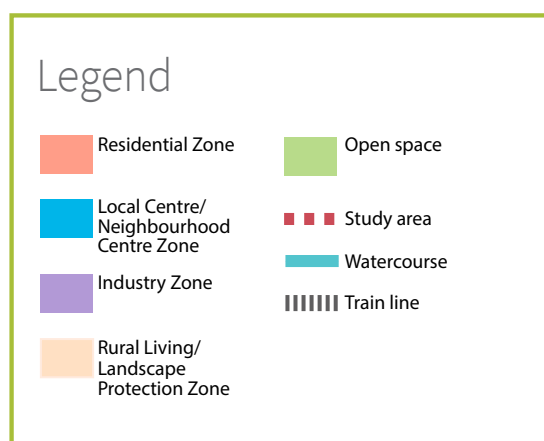 Legend
Residential Zone
Local Centre/
Neighbourhood
Centre Zone
Industry Zone
Rural Living/
Landscape
Protection Zone
Open space
Study area
Watercourse
Train line